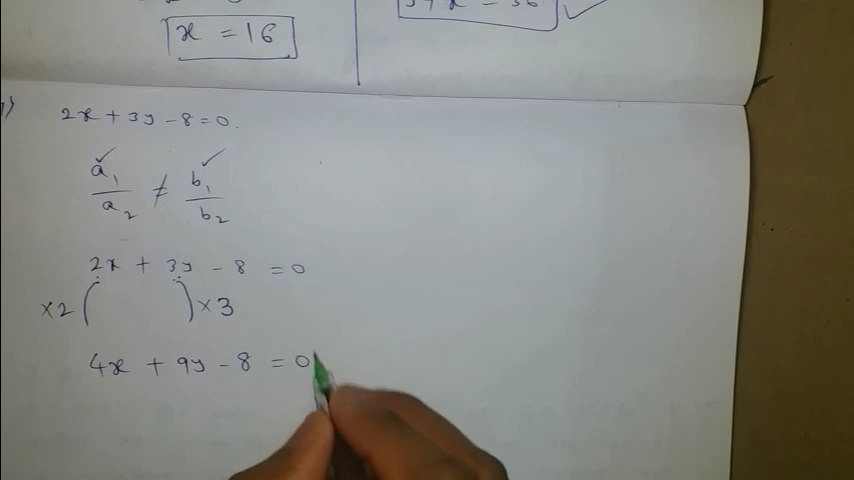 x = 16
2x + 3y - 8 = 0.
a₁/a₂ ≠ b₁/b₂
2x + 3y - 8 = 0
×2 ( ) ×3
4x + 9y - 8 = 0